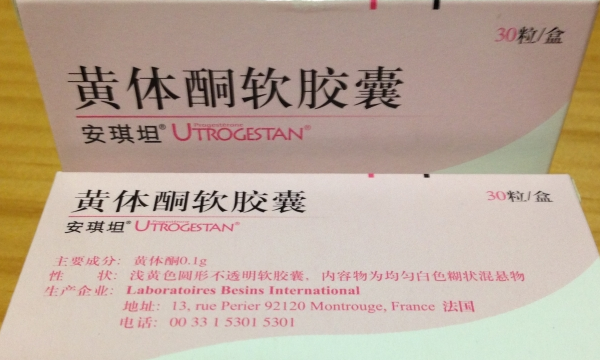 30粒/盒
黄体酮软胶囊
安琪坦® UTROGESTAN®
黄体酮软胶囊
30粒/盒
安琪坦® UTROGESTAN®
主要成分: 黄体酮0.1g
性 状: 浅黄色圆形不透明软胶囊，内容物为均匀白色糊状混悬物
生产企业: Laboratoires Besins International
地址: 13, rue Perier 92120 Montrouge, France 法国
电话: 00 33 1 5301 5301